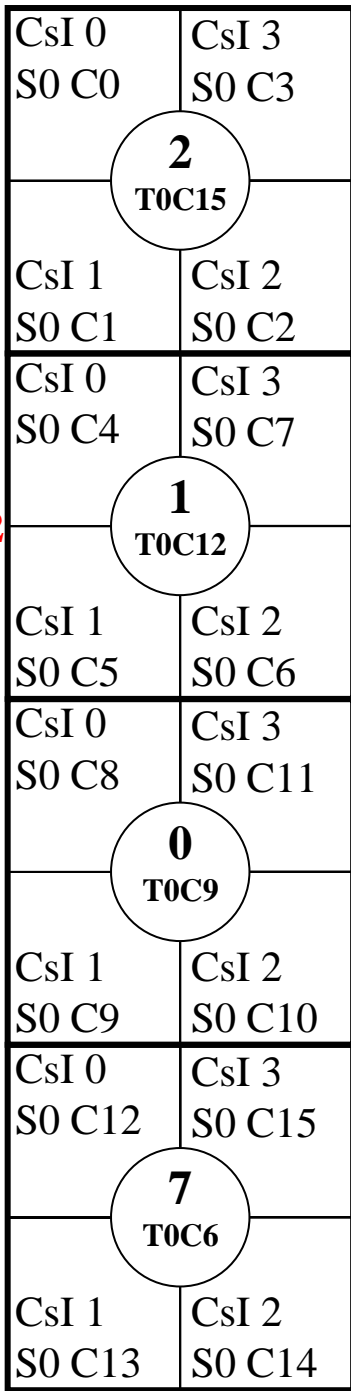 CsI 0
S0 C0
CsI 3
S0 C3
2
T0C15
CsI 1
S0 C1
CsI 2
S0 C2
CsI 0
S0 C4
CsI 3
S0 C7
1
T0C12
CsI 1
S0 C5
CsI 2
S0 C6
CsI 0
S0 C8
CsI 3
S0 C11
0
T0C9
CsI 1
S0 C9
CsI 2
S0 C10
CsI 0
S0 C12
CsI 3
S0 C15
7
T0C6
CsI 1
S0 C13
CsI 2
S0 C14